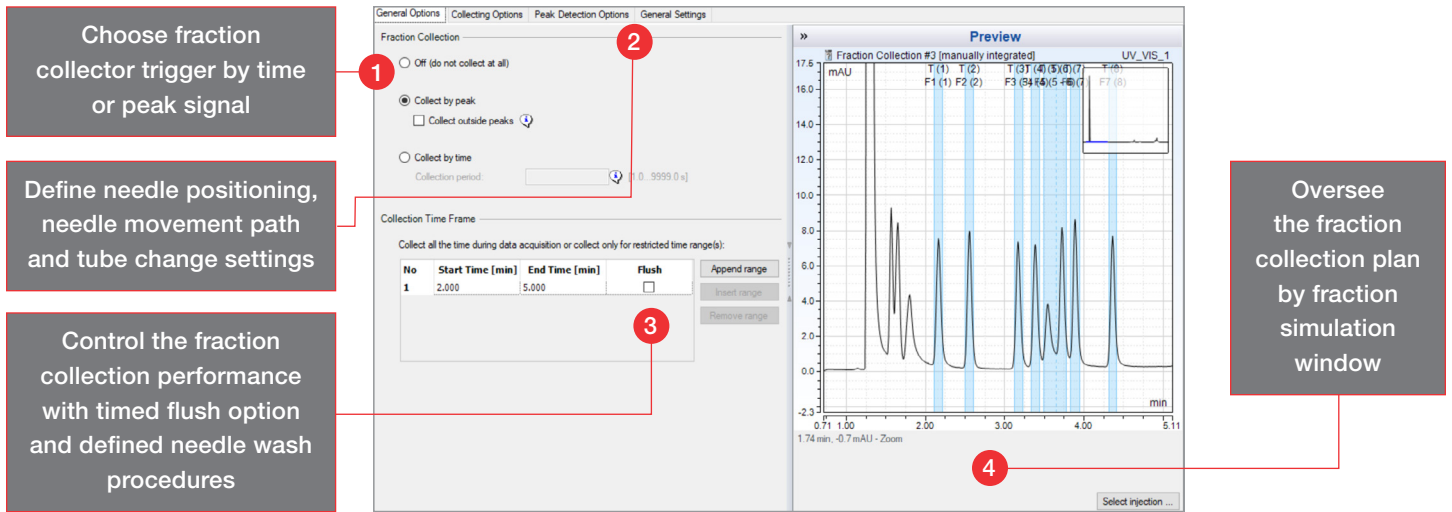 Choose fraction
collector trigger by time
or peak signal
Define needle positioning,
needle movement path
and tube change settings
Control the fraction
collection performance
with timed flush option
and defined needle wash
procedures
General Options Collecting Options Peak Detection Options General Settings
Fraction Collection
1
2
Off (do not collect at all)
Collect by peak
Collect outside peaks
Collect by time
Collection period:
[1.0...9999.0 s]
Collection Time Frame
Collect all the time during data acquisition or collect only for restricted time range(s):
No Start Time [min] End Time [min] Flush
1 2.000 5.000
Append range
Insert range
Remove range
3
» Preview
Fraction Collection #3 [manually integrated] UV_VIS_1
mAU
T (1) T (2)
F1 (1) F2 (2)
T (8)
F7 (8)
17.6
16.0
14.0
12.0
10.0
8.0
6.0
4.0
2.0
0.0
-2.3
min
0.71 1.00 2.00 3.00 4.00 5.11
1.74 min, -0.7 mAU - Zoom
4
Select injection ...
Oversee
the fraction
collection plan
by fraction
simulation
window